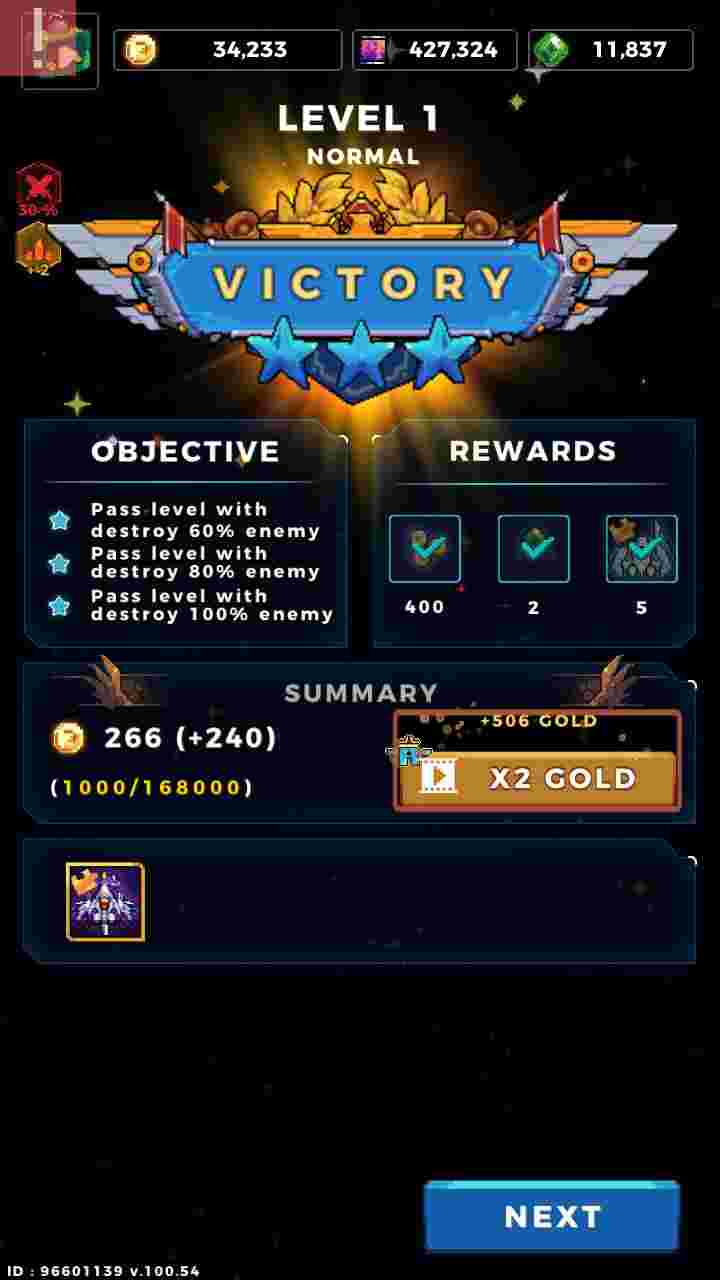 34,233
427,324
11,837
LEVEL 1
NORMAL
30-%
+2
VICTORY
OBJECTIVE
Pass level with
destroy 60% enemy
Pass level with
destroy 80% enemy
Pass level with
destroy 100% enemy
REWARDS
400
2
5
SUMMARY
266 (+240)
(1000/168000)
+506 GOLD
X2 GOLD
NEXT
ID : 96601139 v.100.54